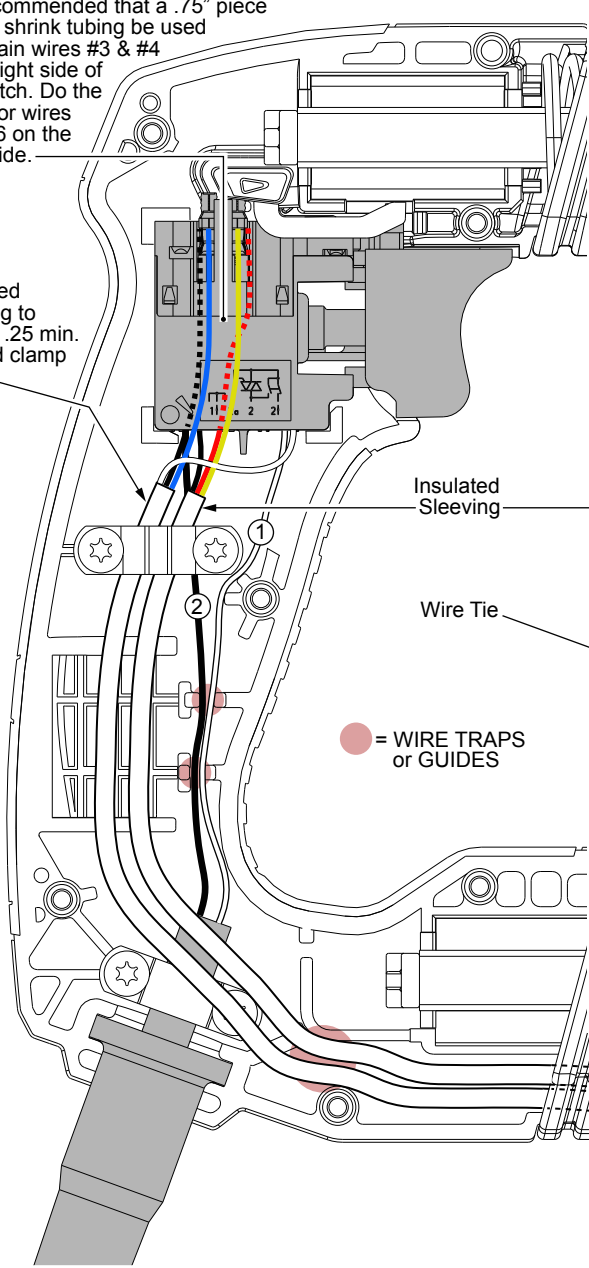 commended that a .75” piece
shrink tubing be used
ain wires #3 & #4
ight side of
tch. Do the
or wires
6 on the
ide.
ed
g to
.25 min.
d clamp
1 2 2
Insulated
Sleeving
1
2
Wire Tie
= WIRE TRAPS
or GUIDES